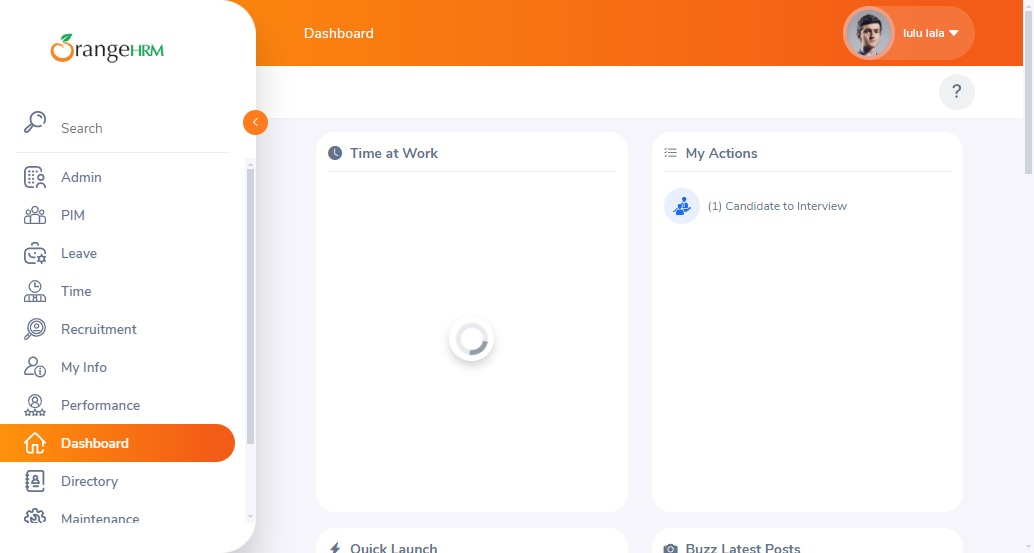 OrangeHRM
Dashboard
lulu lala
?
Search
Admin
PIM
Leave
Time
Recruitment
My Info
Performance
Dashboard
Directory
Maintenance
Time at Work
My Actions
(1) Candidate to Interview
Quick Launch
Buzz Latest Posts